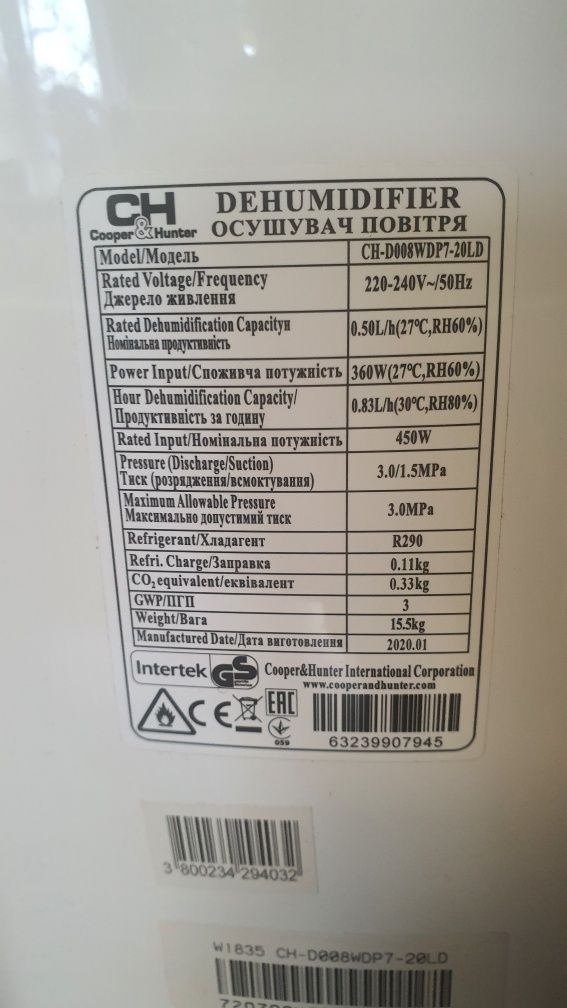 CH
Cooper&Hunter
DEHUMIDIFIER
ОСУШУВАЧ ПОВІТРЯ
Model/Модель CH-D008WDP7-20LD
Rated Voltage/Frequency
Джерело живлення 220-240V~/50Hz
Rated Dehumidification Capacityн
Номінальна продуктивність 0.50L/h(27℃,RH60%)
Power Input/Споживча потужність 360W(27℃,RH60%)
Hour Dehumidification Capacity/
Продуктивність за годину 0.83L/h(30℃,RH80%)
Rated Input/Номінальна потужність 450W
Pressure (Discharge/Suction)
Тиск (розрядження/всмоктування) 3.0/1.5MPa
Maximum Allowable Pressure
Максимально допустимий тиск 3.0MPa
Refrigerant/Хладагент R290
Refri. Charge/Заправка 0.11kg
CO₂ equivalent/еквівалент 0.33kg
GWP/ПГП 3
Weight/Вага 15.5kg
Manufactured Date/Дата виготовлення 2020.01
Intertek GS
Cooper&Hunter International Corporation
www.cooperandhunter.com
CE EAC
059
63239907945
3 800234 294032
W1835 CH-D008WDP7-20LD